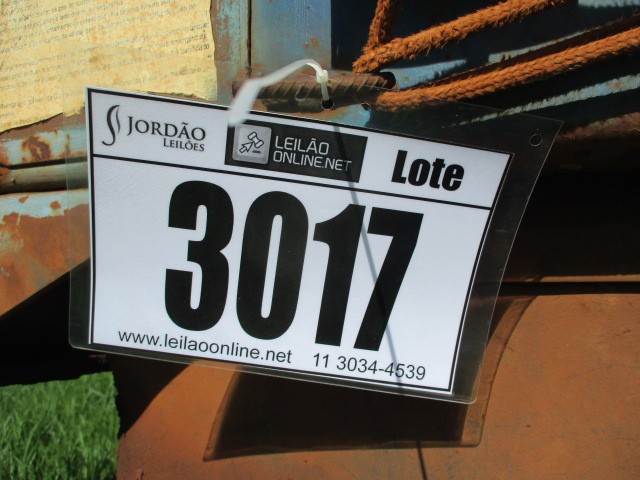 JORDÃO
LEILÕES
LEILÃO
ONLINE.NET
Lote
3017
www.leilaoonline.net 11 3034-4539